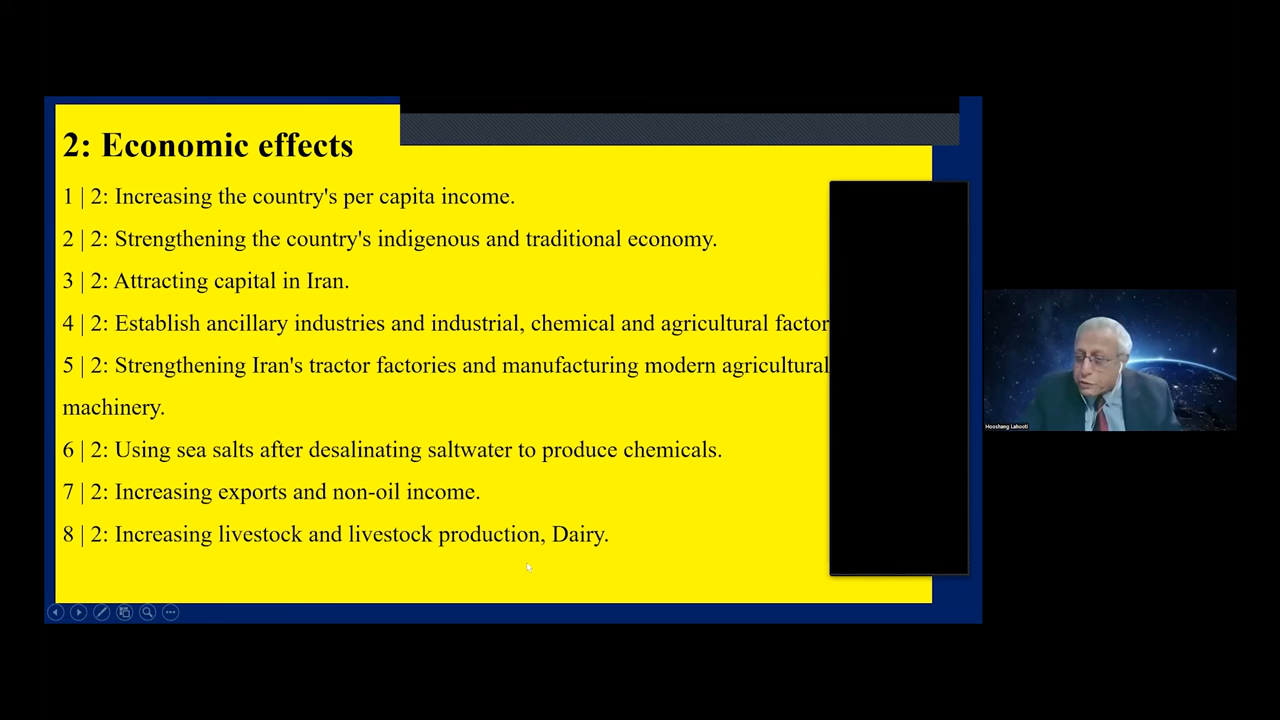 2: Economic effects
1 | 2: Increasing the country's per capita income.
2 | 2: Strengthening the country's indigenous and traditional economy.
3 | 2: Attracting capital in Iran.
4 | 2: Establish ancillary industries and industrial, chemical and agricultural factor
5 | 2: Strengthening Iran's tractor factories and manufacturing modern agricultural
machinery.
6 | 2: Using sea salts after desalinating saltwater to produce chemicals.
7 | 2: Increasing exports and non-oil income.
8 | 2: Increasing livestock and livestock production, Dairy.
Hooshang Lahooti